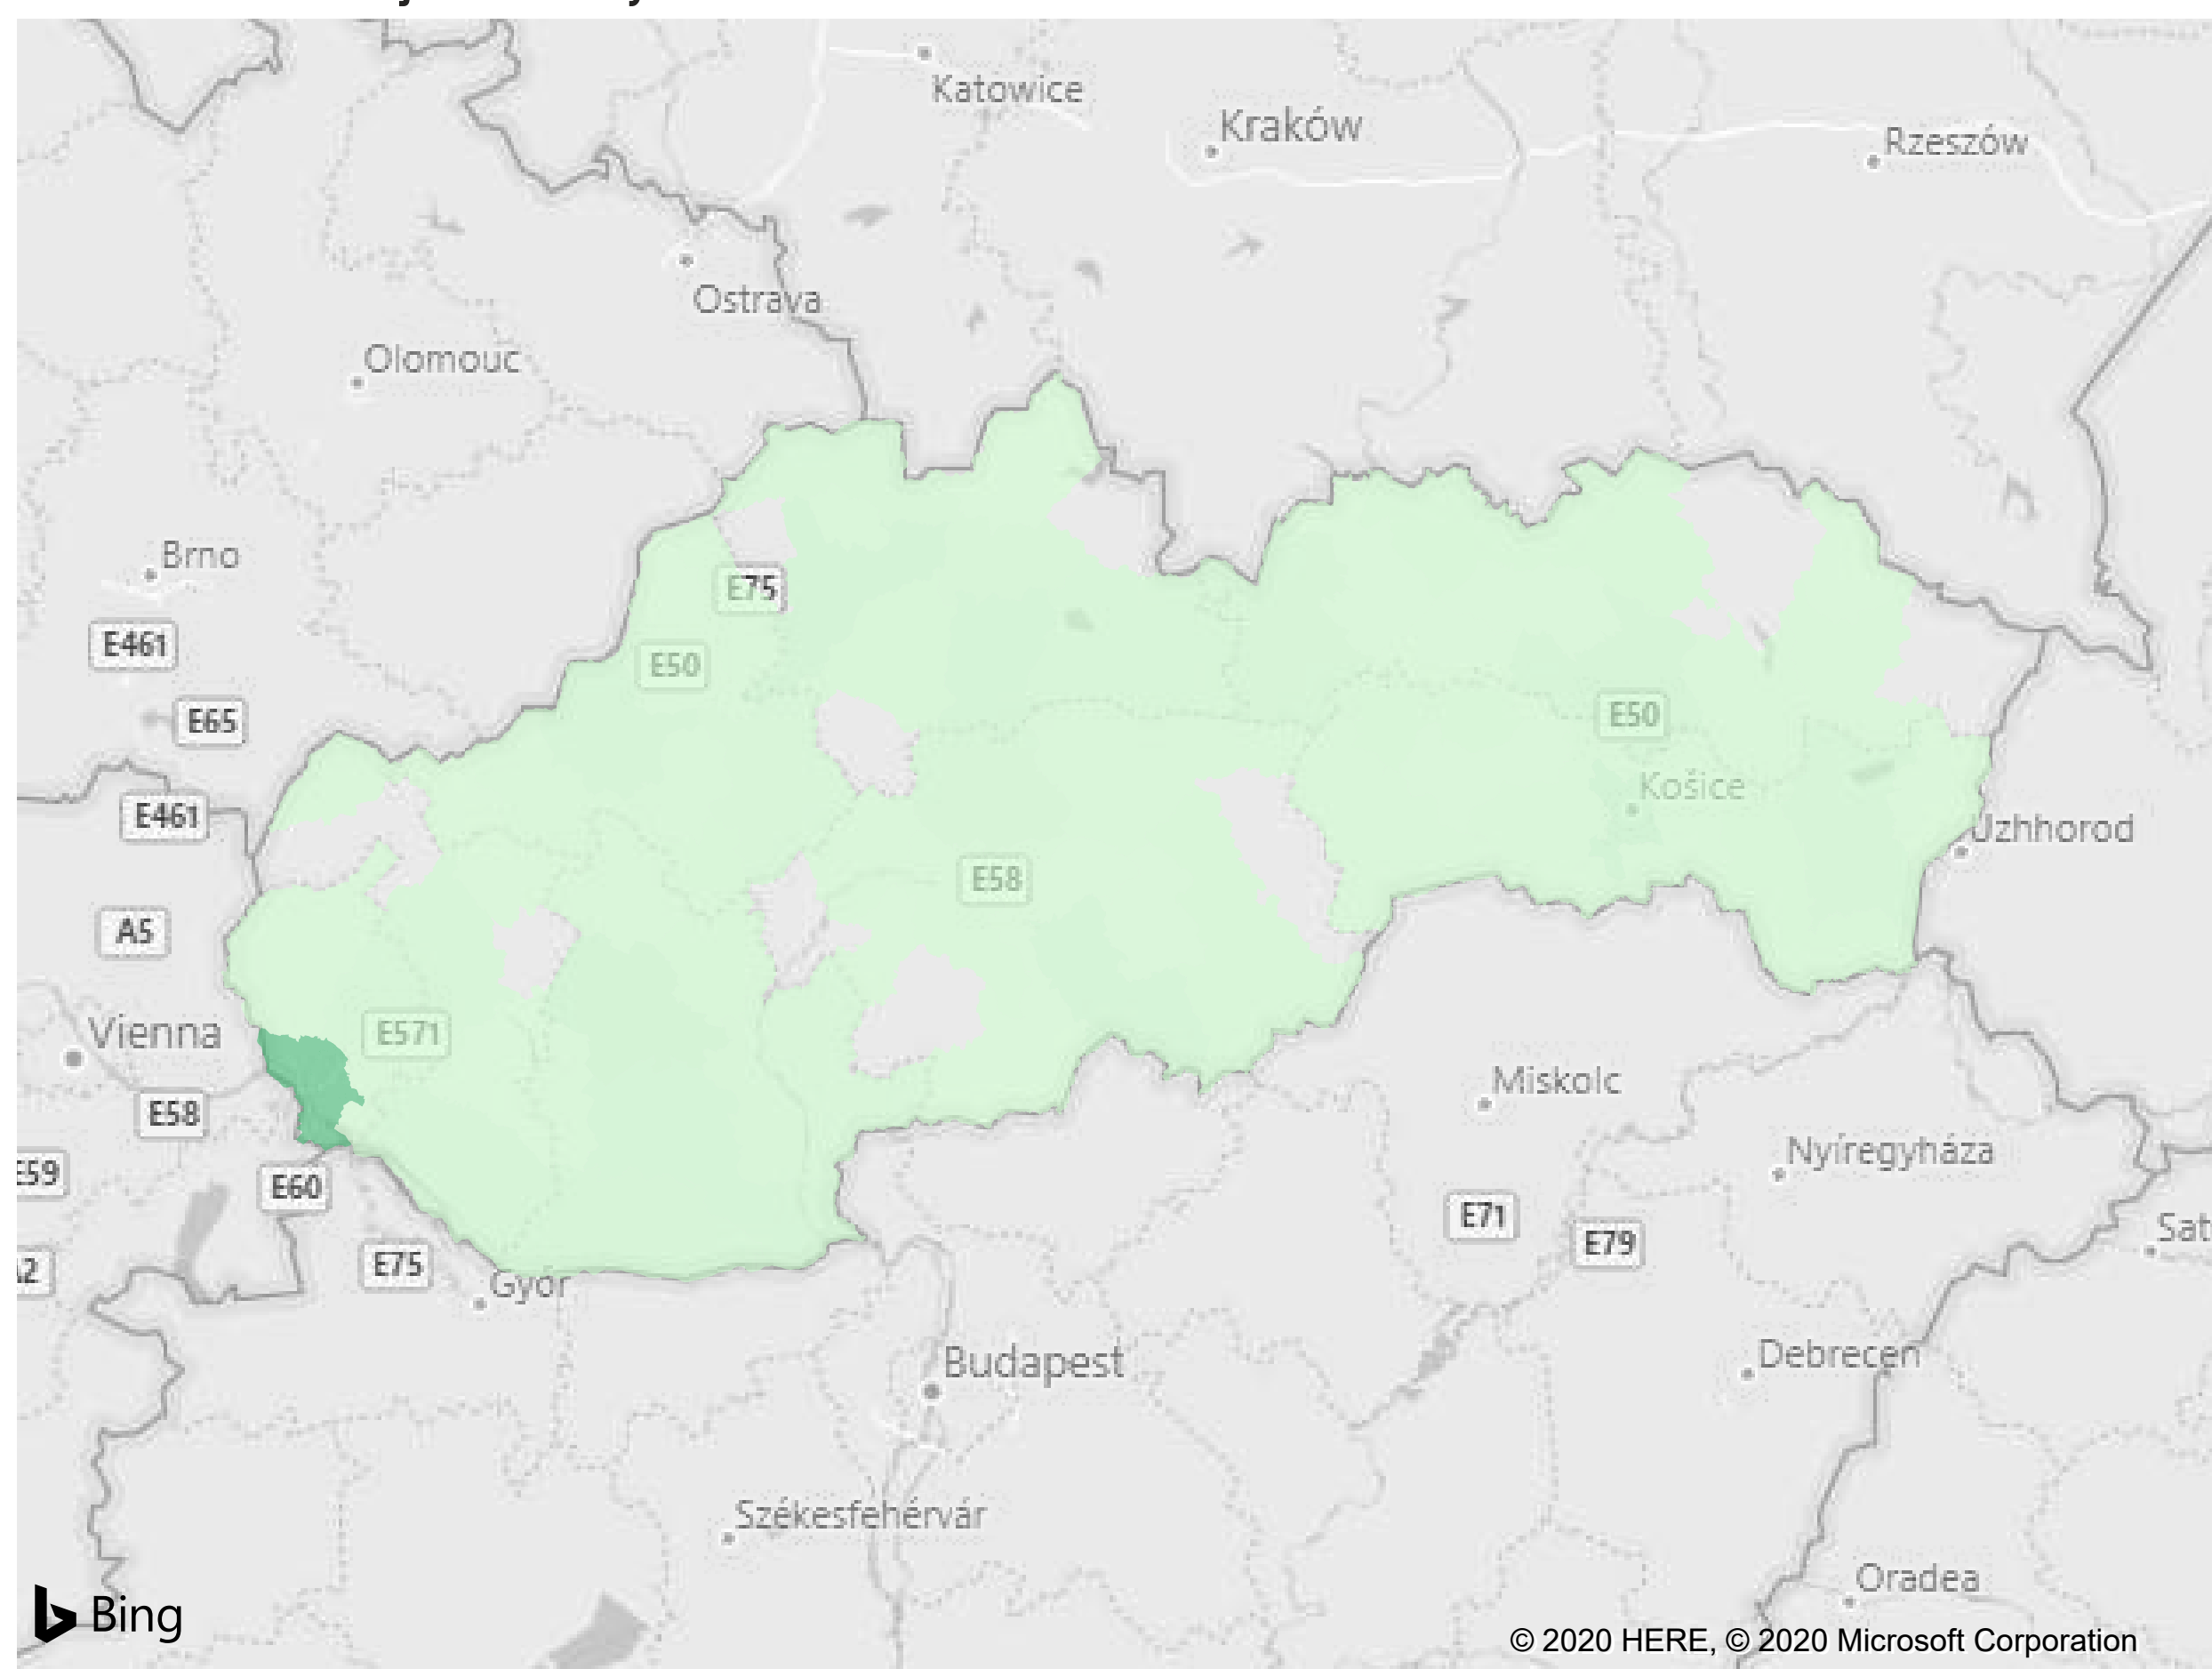 Katowice
Kraków
Rzeszów
Ostrava
Olomouc
Brno
E75
E461
E50
E65
E50
Košice
E461
Uzhhorod
E58
A5
Vienna
E571
Miskolc
E58
Nyíregyháza
E59
E60
E71
E79
E75
Győr
Budapest
Debrecen
Székesfehérvár
Oradea
Bing
© 2020 HERE, © 2020 Microsoft Corporation